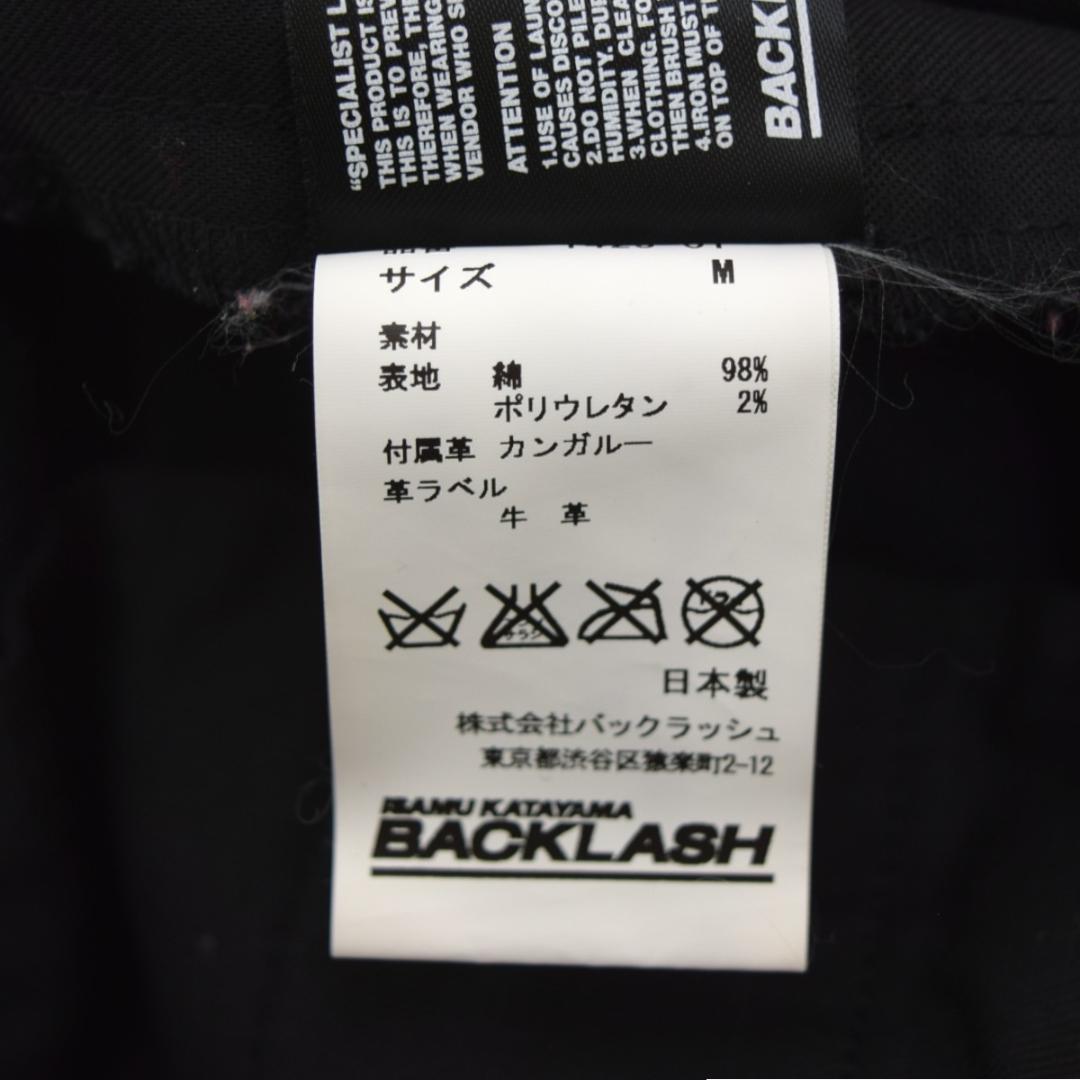 "SPECIALIST L
THIS PRODUCT IS
THIS IS TO PREV
THEREFORE, THE
WHEN WEARING
VENDOR WHO
ATTENTION
1.USE OF LAUN
CAUSES DISCO
2.DO NOT PILE
HUMIDITY. DUR
3.WHEN CLEA
CLOTHING. FO
THEN BRUSH
4.IRON MUST
ON TOP OF
BACK
サイズ M
素材
表地 綿 98%
ポリウレタン 2%
付属革 カンガルー
革ラベル
牛 革
日本製
株式会社バックラッシュ
東京都渋谷区猿楽町2-12
ISAMU KATAYAMA
BACKLASH